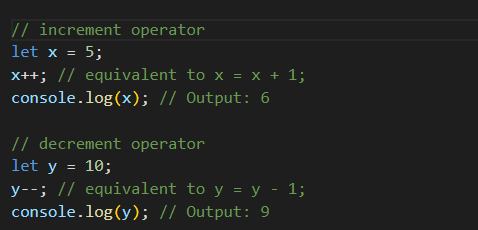 // increment operator
let x = 5;
x++; // equivalent to x = x + 1;
console.log(x); // Output: 6
// decrement operator
let y = 10;
y--; // equivalent to y = y - 1;
console.log(y); // Output: 9